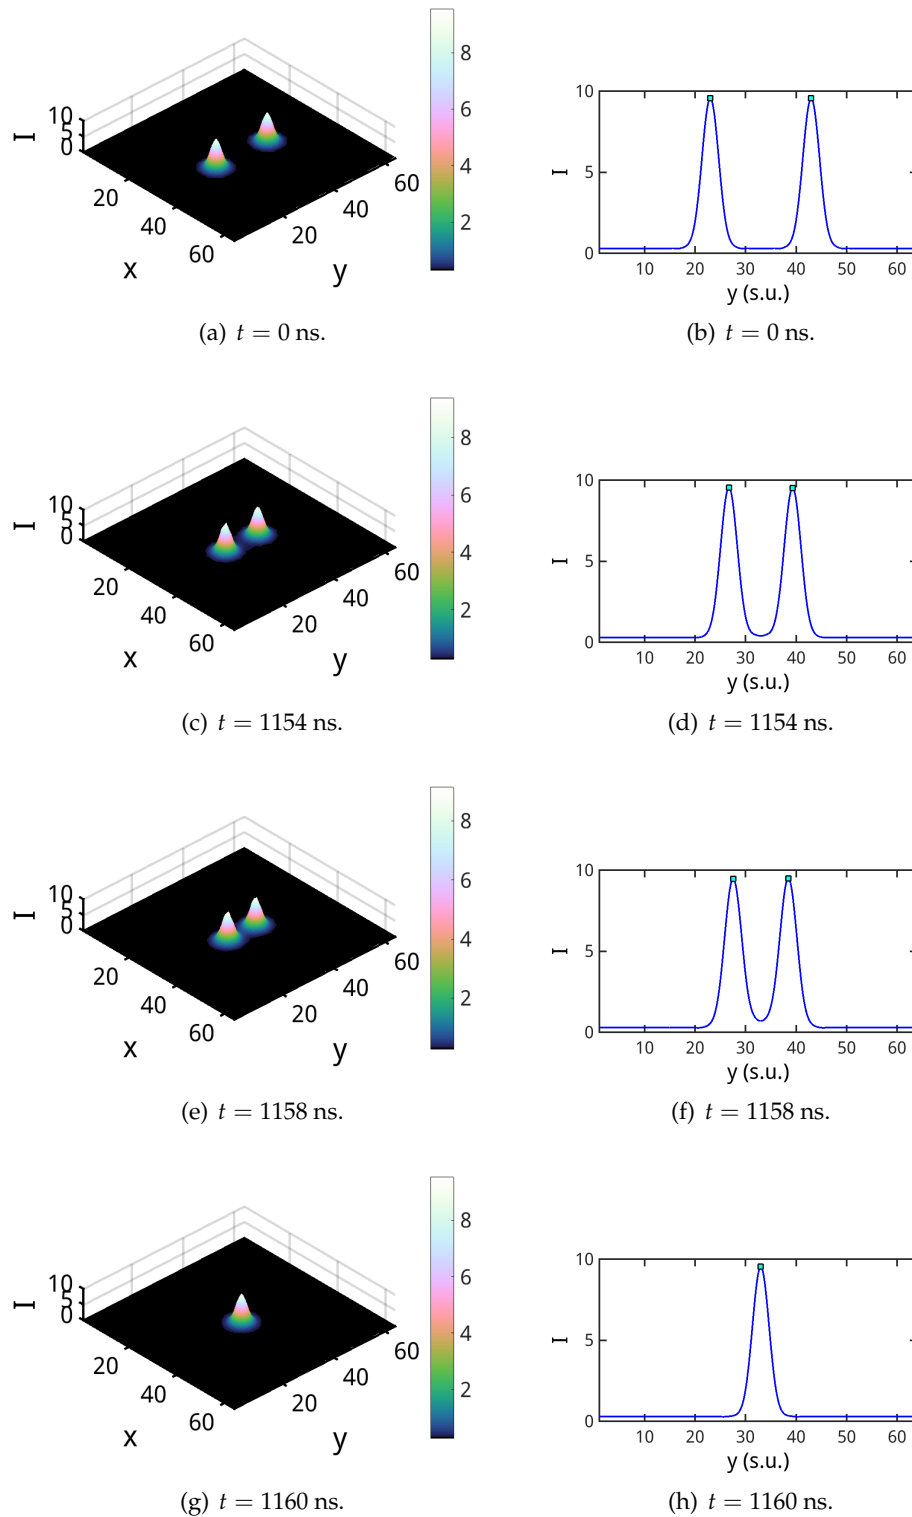 8
6
4
2
I
10
5
0
20
40
60
x
20
40
60
y
(a) t = 0 ns.
I
10
5
0
10 20 30 40 50 60
y (s.u.)
(b) t = 0 ns.
8
6
4
2
I
10
5
0
20
40
60
x
20
40
60
y
(c) t = 1154 ns.
I
10
5
0
10 20 30 40 50 60
y (s.u.)
(d) t = 1154 ns.
8
6
4
2
I
10
5
0
20
40
60
x
20
40
60
y
(e) t = 1158 ns.
I
10
5
0
10 20 30 40 50 60
y (s.u.)
(f) t = 1158 ns.
8
6
4
2
I
10
5
0
20
40
60
x
20
40
60
y
(g) t = 1160 ns.
I
10
5
0
10 20 30 40 50 60
y (s.u.)
(h) t = 1160 ns.